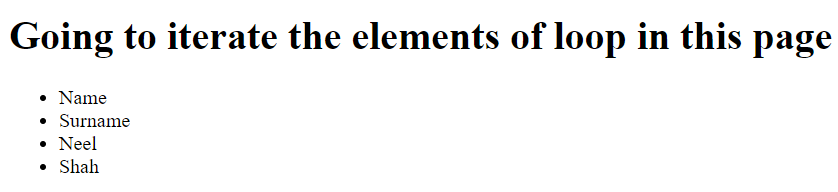 Going to iterate the elements of loop in this page
Name
Surname
Neel
Shah